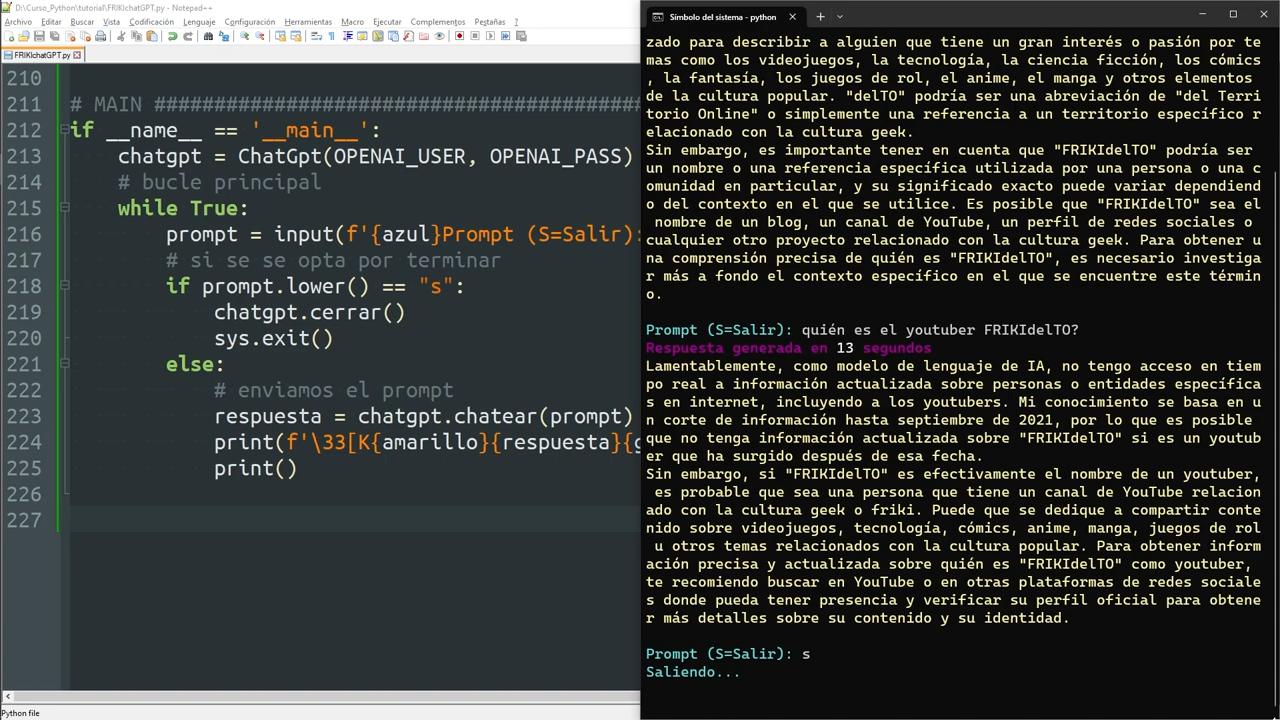 D:\Curso_Python\tutorial\FRIKIchatGPT.py - Notepad++
Archivo Editar Buscar Vista Codificación Lenguaje Configuración Herramientas Macro Ejecutar Complementos Pestañas ?
FRIKIchatGPT.py
210
211 # MAIN ########################################
212 if __name__ == '__main__':
213 chatgpt = ChatGpt(OPENAI_USER, OPENAI_PASS)
214 # bucle principal
215 while True:
216 prompt = input(f'{azul}Prompt (S=Salir):
217 # si se se opta por terminar
218 if prompt.lower() == "s":
219 chatgpt.cerrar()
220 sys.exit()
221 else:
222 # enviamos el prompt
223 respuesta = chatgpt.chatear(prompt)
224 print(f'\33[K{amarillo}{respuesta}{g
225 print()
226
227
Python file
Símbolo del sistema - python
zado para describir a alguien que tiene un gran interés o pasión por te
mas como los videojuegos, la tecnología, la ciencia ficción, los cómics
, la fantasía, los juegos de rol, el anime, el manga y otros elementos
de la cultura popular. "delTO" podría ser una abreviación de "del Terri
torio Online" o simplemente una referencia a un territorio específico r
elacionado con la cultura geek.
Sin embargo, es importante tener en cuenta que "FRIKIdelTO" podría ser
un nombre o una referencia específica utilizada por una persona o una c
omunidad en particular, y su significado exacto puede variar dependiend
o del contexto en el que se utilice. Es posible que "FRIKIdelTO" sea el
nombre de un blog, un canal de YouTube, un perfil de redes sociales o
cualquier otro proyecto relacionado con la cultura geek. Para obtener u
na comprensión precisa de quién es "FRIKIdelTO", es necesario investiga
r más a fondo el contexto específico en el que se encuentre este términ
o.
Prompt (S=Salir): quién es el youtuber FRIKIdelTO?
Respuesta generada en 13 segundos
Lamentablemente, como modelo de lenguaje de IA, no tengo acceso en tiem
po real a información actualizada sobre personas o entidades específica
s en internet, incluyendo a los youtubers. Mi conocimiento se basa en u
n corte de información hasta septiembre de 2021, por lo que es posible
que no tenga información actualizada sobre "FRIKIdelTO" si es un youtub
er que ha surgido después de esa fecha.
Sin embargo, si "FRIKIdelTO" es efectivamente el nombre de un youtuber,
es probable que sea una persona que tiene un canal de YouTube relacion
ado con la cultura geek o friki. Puede que se dedique a compartir conte
nido sobre videojuegos, tecnología, cómics, anime, manga, juegos de rol
u otros temas relacionados con la cultura popular. Para obtener inform
ación precisa y actualizada sobre quién es "FRIKIdelTO" como youtuber,
te recomiendo buscar en YouTube o en otras plataformas de redes sociale
s donde pueda tener presencia y verificar su perfil oficial para obtene
r más detalles sobre su contenido y su identidad.
Prompt (S=Salir): s
Saliendo...